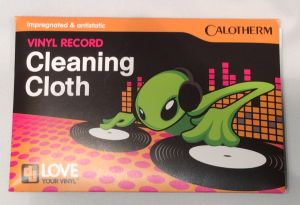 Impregnated & antistatic
CALOTHERM
VINYL RECORD
Cleaning
Cloth
LOVE
YOUR VINYL